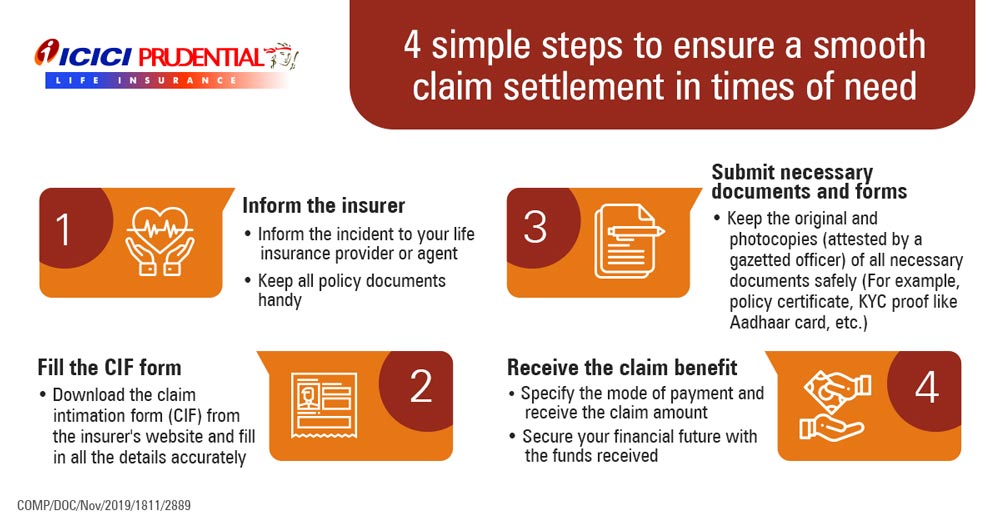 ICICI PRUDENTIAL
LIFE INSURANCE
4 simple steps to ensure a smooth
claim settlement in times of need
1
Inform the insurer
• Inform the incident to your life
insurance provider or agent
• Keep all policy documents
handy
Fill the CIF form
• Download the claim
intimation form (CIF) from
the insurer's website and fill
in all the details accurately
2
3
Submit necessary
documents and forms
• Keep the original and
photocopies (attested by a
gazetted officer) of all necessary
documents safely (For example,
policy certificate, KYC proof like
Aadhaar card, etc.)
Receive the claim benefit
• Specify the mode of payment and
receive the claim amount
• Secure your financial future with
the funds received
4
COMP/DOC/Nov/2019/1811/2889